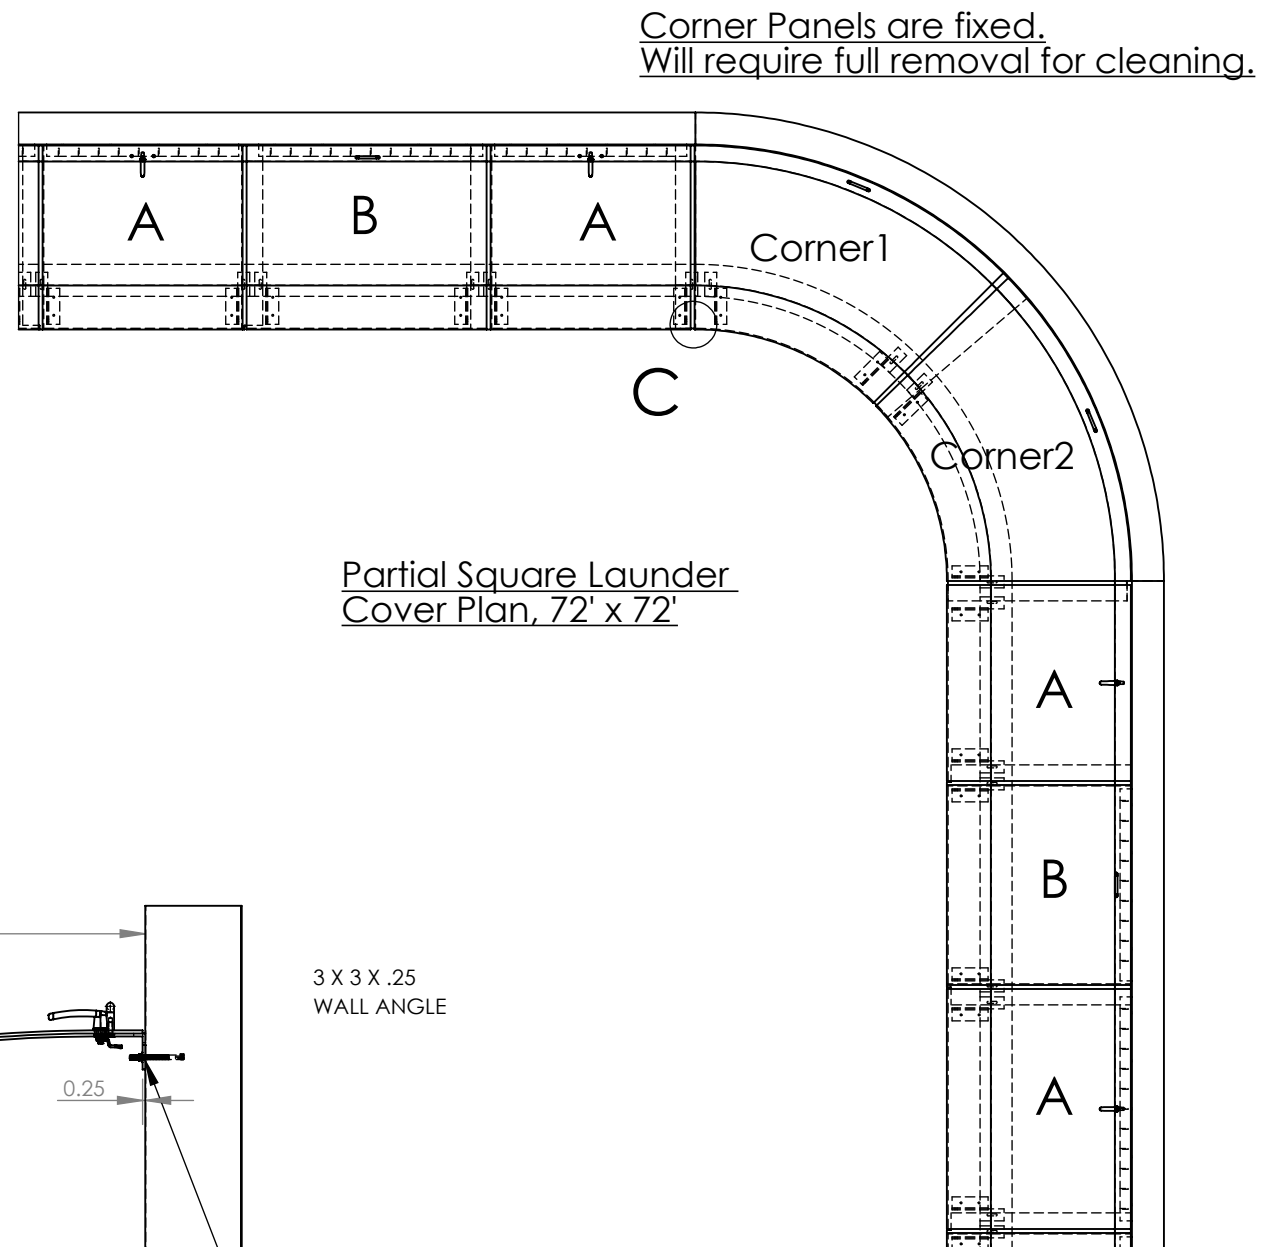 Corner Panels are fixed.
Will require full removal for cleaning.
A
B
A
Corner1
C
Corner2
Partial Square Launder
Cover Plan, 72' x 72'
A
B
3 X 3 X .25
WALL ANGLE
0.25
A